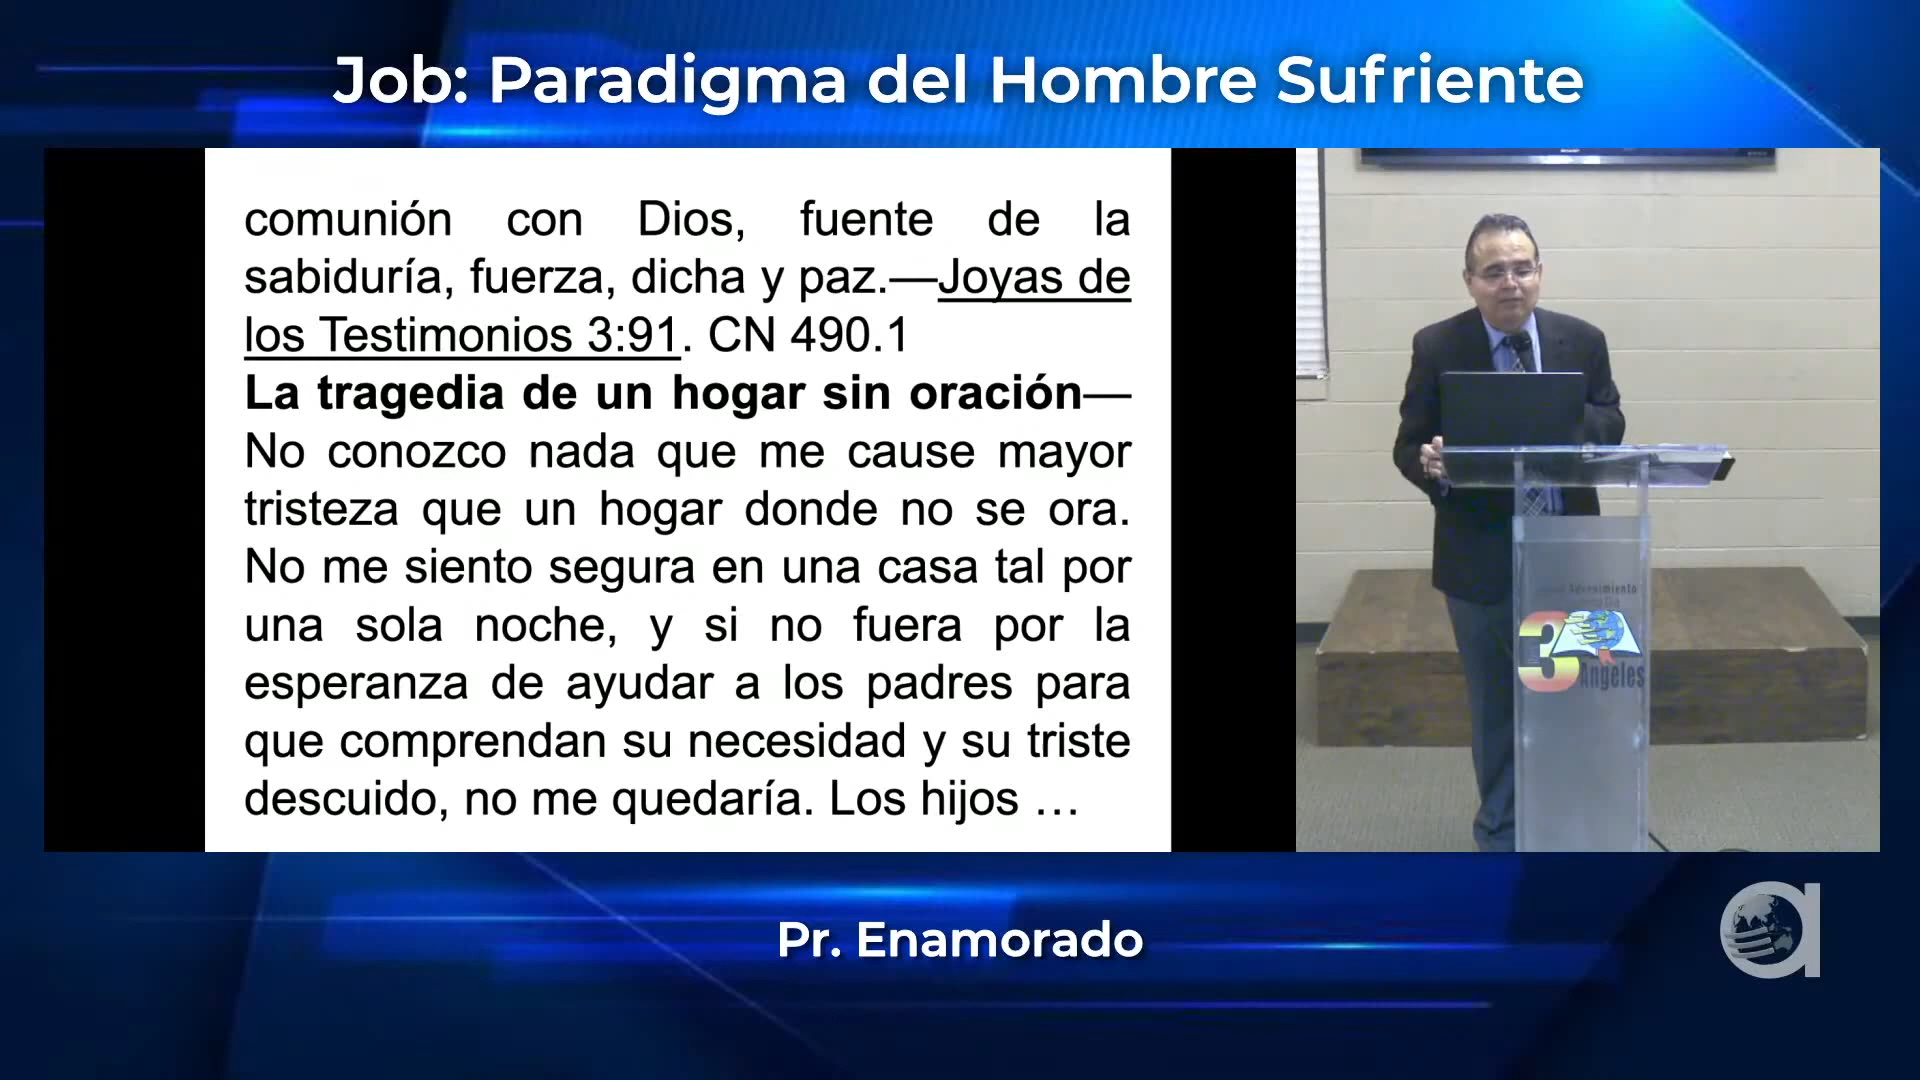 Job: Paradigma del Hombre Sufriente
comunión con Dios, fuente de la
sabiduría, fuerza, dicha y paz.—Joyas de
los Testimonios 3:91. CN 490.1
La tragedia de un hogar sin oración—
No conozco nada que me cause mayor
tristeza que un hogar donde no se ora.
No me siento segura en una casa tal por
una sola noche, y si no fuera por la
esperanza de ayudar a los padres para
que comprendan su necesidad y su triste
descuido, no me quedaría. Los hijos …
Advenimiento
3
Angeles
Pr. Enamorado
a